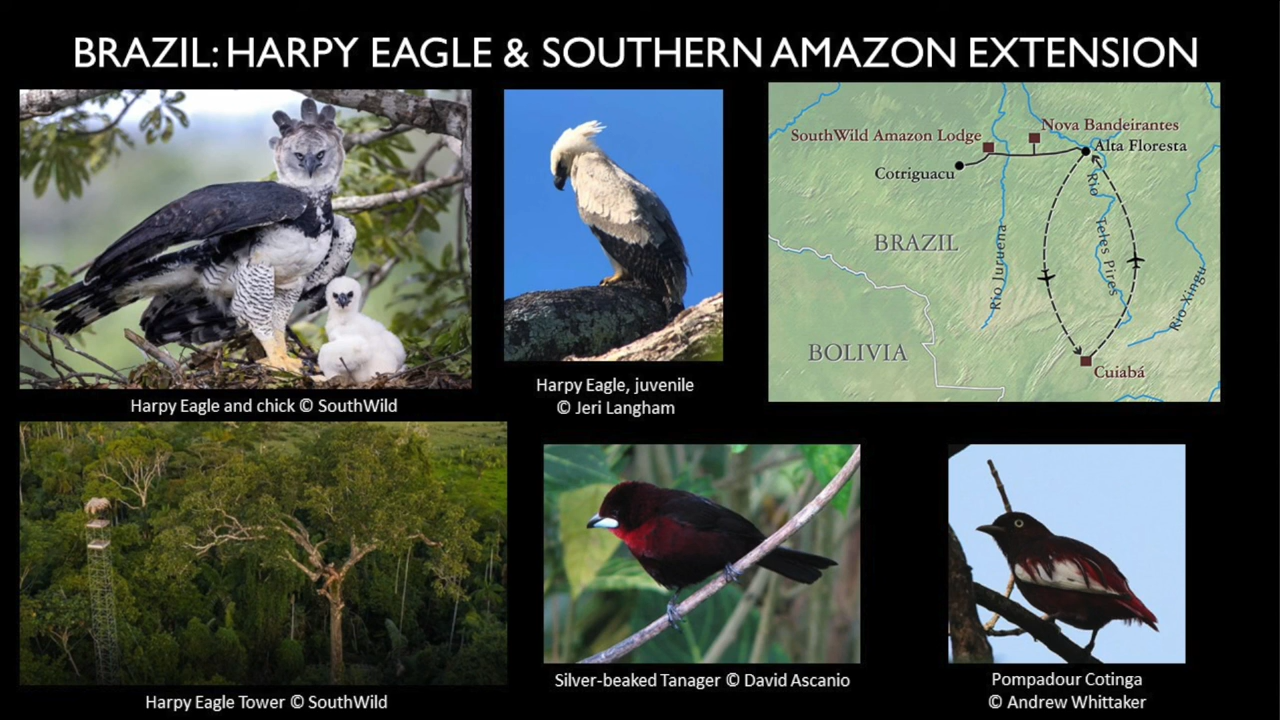 BRAZIL: HARPY EAGLE & SOUTHERN AMAZON EXTENSION
Harpy Eagle and chick © SouthWild
Harpy Eagle, juvenile
© Jeri Langham
SouthWild Amazon Lodge
Nova Bandeirantes
Alta Floresta
Cotriguacu
Rio Teles Pires
BRAZIL
Rio Juruena
Rio Xingu
BOLIVIA
Cuiabá
Harpy Eagle Tower © SouthWild
Silver-beaked Tanager © David Ascanio
Pompadour Cotinga
© Andrew Whittaker